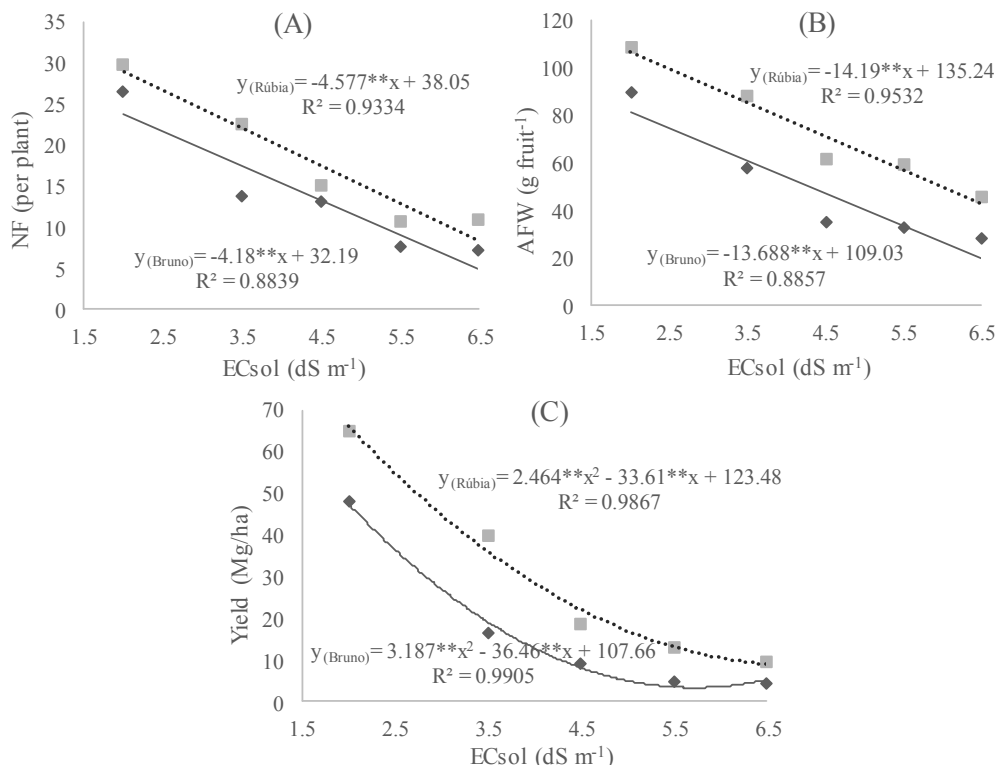 (A)
NF (per plant)
35
30
25
20
15
10
5
0
y(Rúbia)= -4.577**x + 38.05
R² = 0.9334
y(Bruno)= -4.18**x + 32.19
R² = 0.8839
1.5 2.5 3.5 4.5 5.5 6.5
ECsol (dS m⁻¹)
(B)
AFW (g fruit⁻¹)
120
100
80
60
40
20
0
y(Rúbia)= -14.19**x + 135.24
R² = 0.9532
y(Bruno)= -13.688**x + 109.03
R² = 0.8857
1.5 2.5 3.5 4.5 5.5 6.5
ECsol (dS m⁻¹)
(C)
Yield (Mg/ha)
70
60
50
40
30
20
10
0
y(Rúbia)= 2.464**x² - 33.61**x + 123.48
R² = 0.9867
y(Bruno)= 3.187**x² - 36.46**x + 107.66
R² = 0.9905
1.5 2.5 3.5 4.5 5.5 6.5
ECsol (dS m⁻¹)